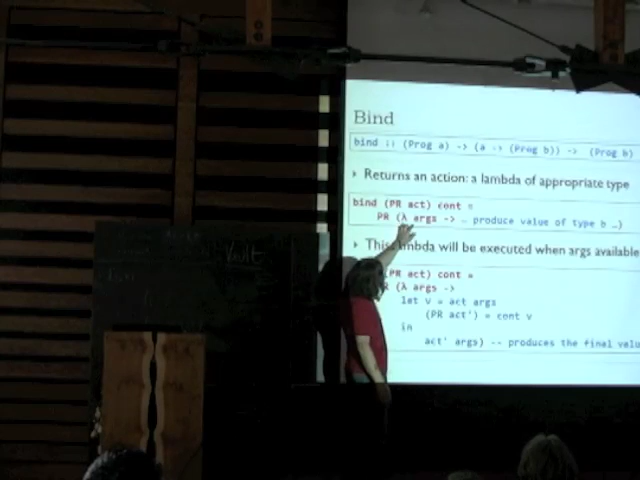 Bind
bind :: (Prog a) -> (a -> (Prog b)) -> (Prog b)
Returns an action: a lambda of appropriate type
bind (PR act) cont =
PR (λ args -> … produce value of type b …)
This lambda will be executed when args available
(PR act) cont =
(λ args ->
let v = act args
(PR act') = cont v
in
act' args) -- produces the final valu